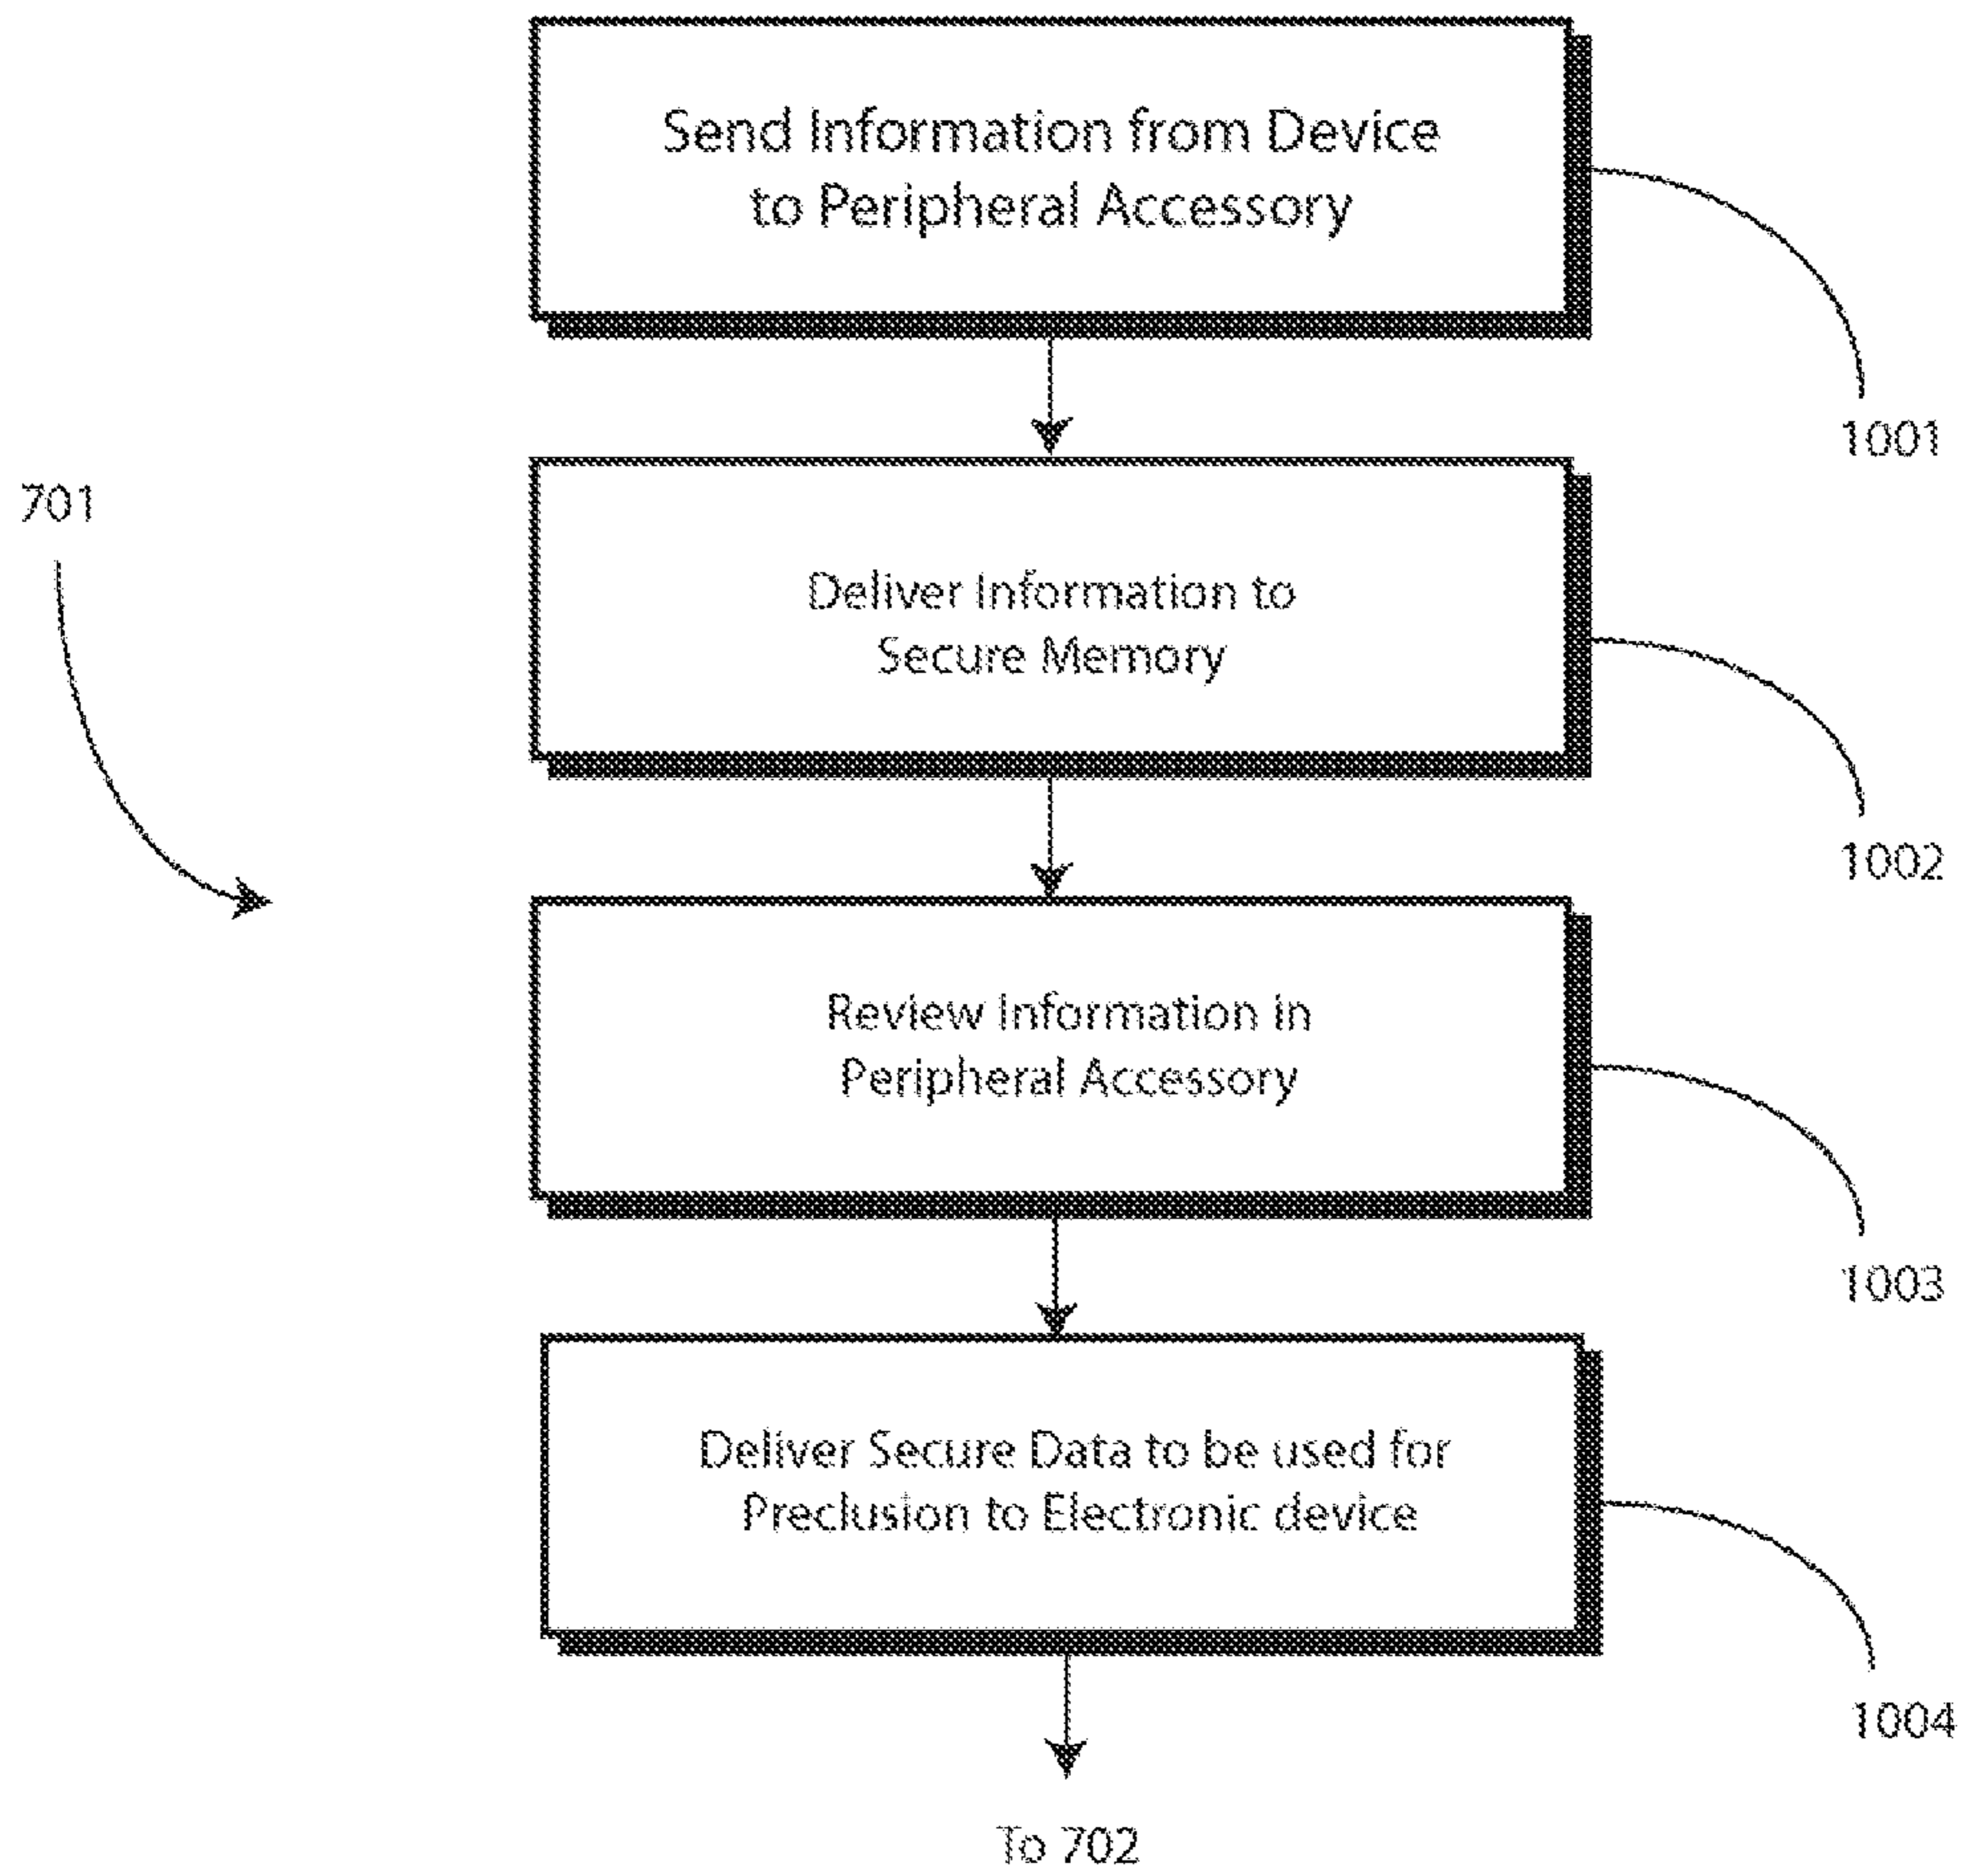 Send Information from Device
to Peripheral Accessory
1001
701
Deliver Information to
Secure Memory
1002
Review Information in
Peripheral Accessory
1003
Deliver Secure Data to be used for
Preclusion to Electronic device
1004
To 702